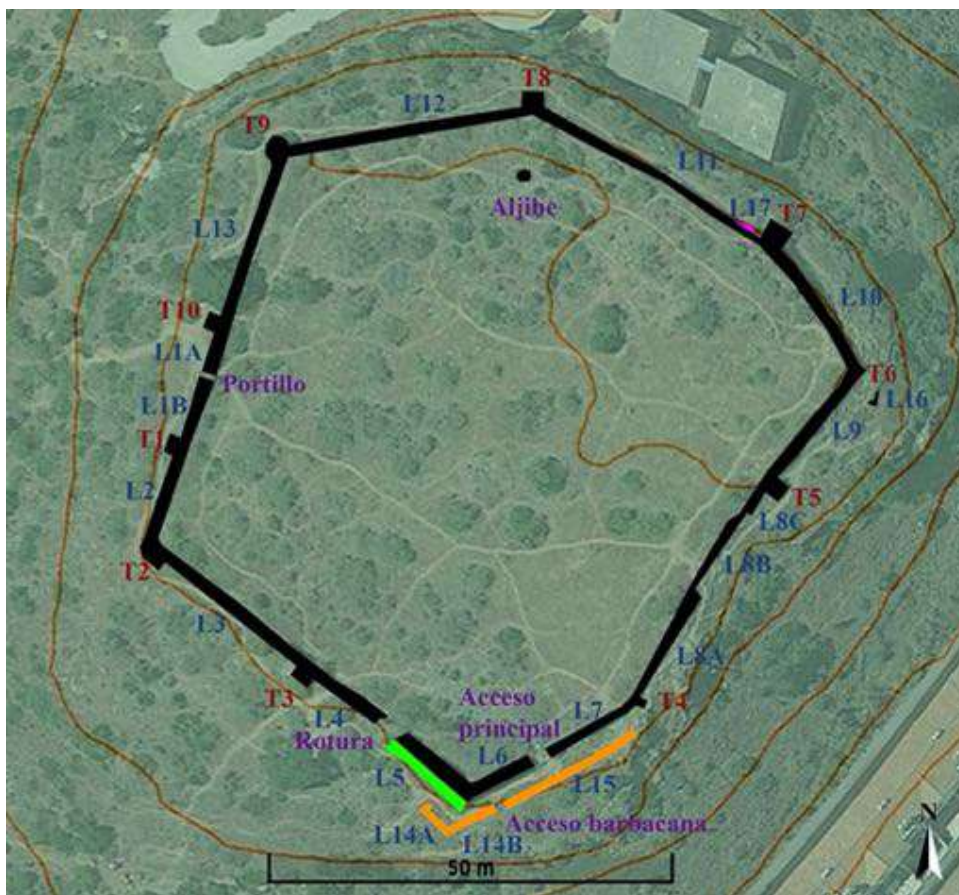 T8
L12
T9
L11
Aljibe
L17
T7
L13
L10
T10
L1A
T6
Portillo
L16
L1B
L9
T1
L2
T5
L8C
L8B
T2
L3
L8A
T3
Acceso
principal
L7
T4
L4
Rotura
L6
L5
L15
Acceso barbacana
L14A
L14B
N
50 m